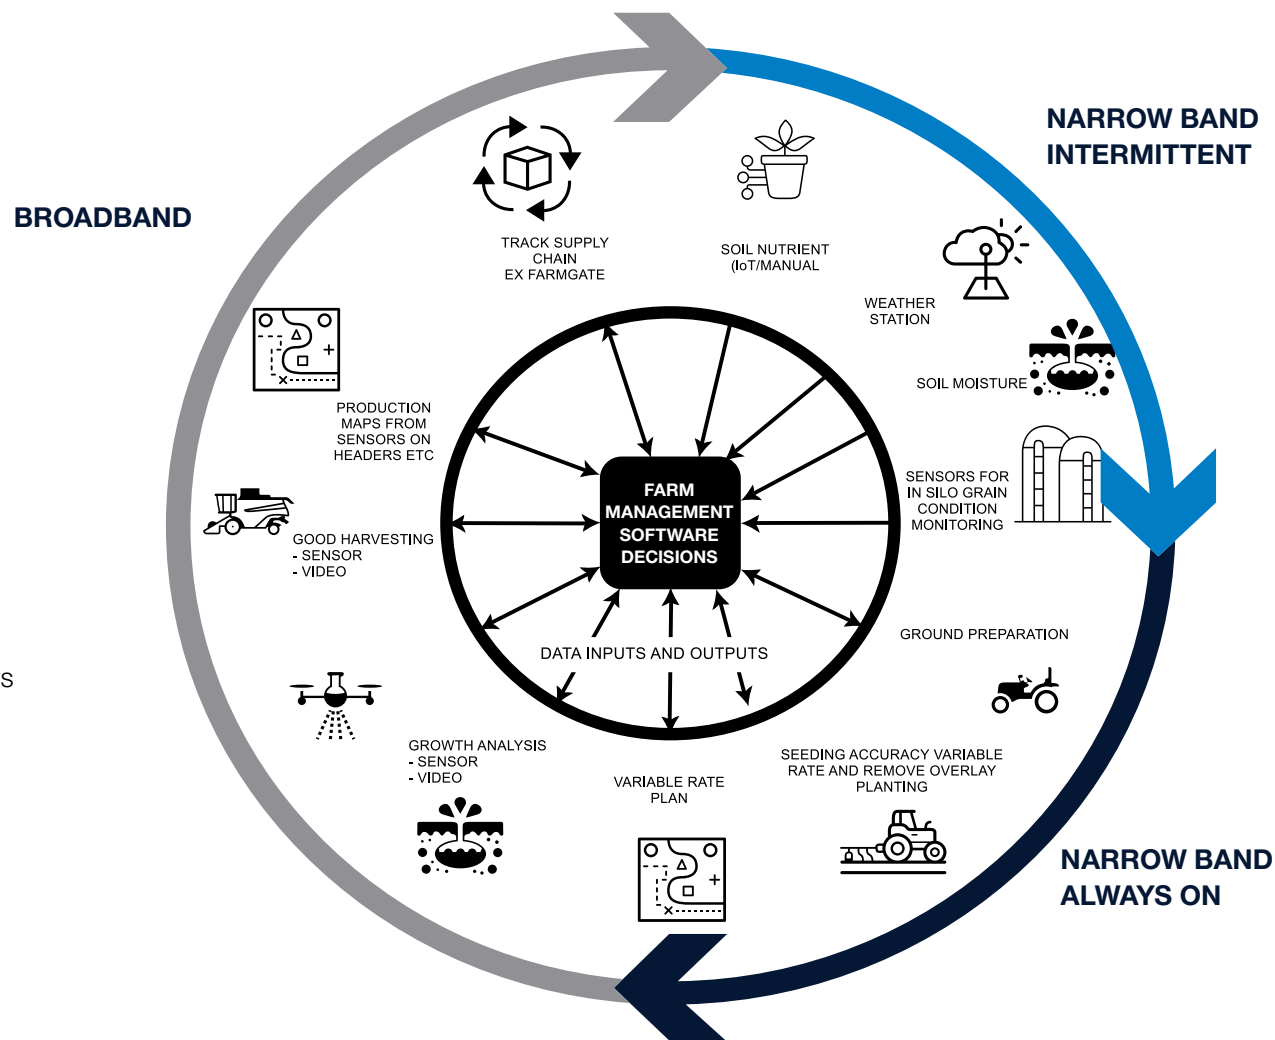 NARROW BAND
INTERMITTENT
BROADBAND
TRACK SUPPLY
CHAIN
EX FARMGATE
SOIL NUTRIENT
(IoT/MANUAL
WEATHER
STATION
SOIL MOISTURE
PRODUCTION
MAPS FROM
SENSORS ON
HEADERS ETC
SENSORS FOR
IN SILO GRAIN
CONDITION
MONITORING
FARM
MANAGEMENT
SOFTWARE
DECISIONS
GOOD HARVESTING
- SENSOR
- VIDEO
GROUND PREPARATION
DATA INPUTS AND OUTPUTS
S
GROWTH ANALYSIS
- SENSOR
- VIDEO
VARIABLE RATE
PLAN
SEEDING ACCURACY VARIABLE
RATE AND REMOVE OVERLAY
PLANTING
NARROW BAND
ALWAYS ON